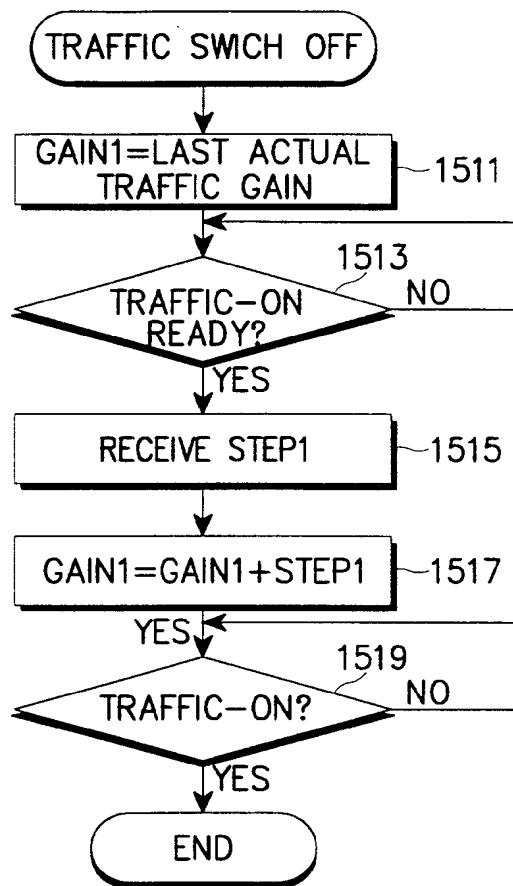 TRAFFIC SWICH OFF
GAIN1=LAST ACTUAL
TRAFFIC GAIN
1511
1513
TRAFFIC-ON
READY?
NO
YES
RECEIVE STEP1
1515
GAIN1=GAIN1+STEP1
1517
YES
1519
TRAFFIC-ON?
NO
YES
END